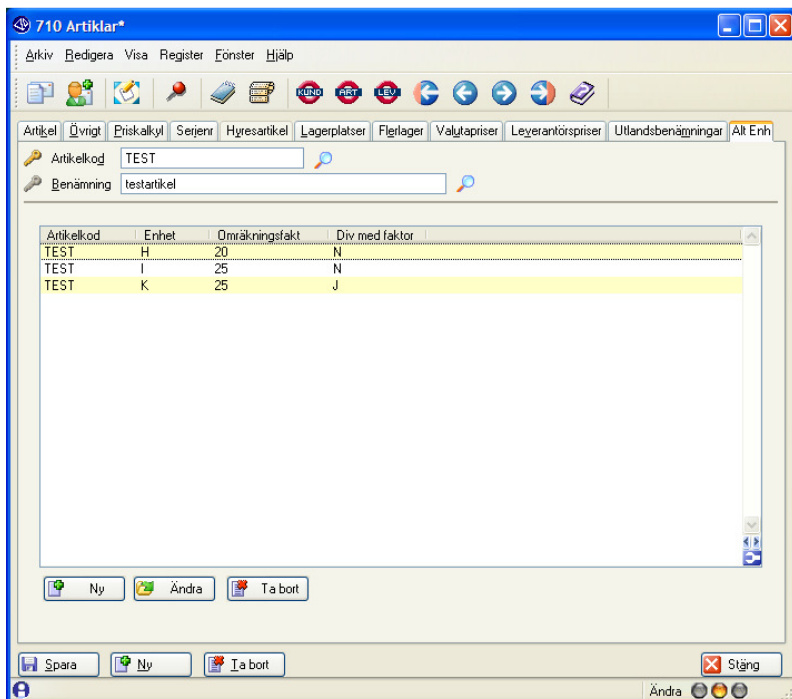 710 Artiklar*
Arkiv Redigera Visa Register Fönster Hjälp
KUND ART LEV
Artikel Övrigt Priskalkyl Serienr Hyresartikel Lagerplatser Flerlager Valutapriser Leverantörspriser Utlandsbenämningar Alt Enh
Artikelkod TEST
Benämning testartikel
Artikelkod Enhet Omräkningsfakt Div med faktor
TEST H 20 N
TEST I 25 N
TEST K 25 J
Ny Ändra Ta bort
Spara Ny Ta bort Stäng
Ändra